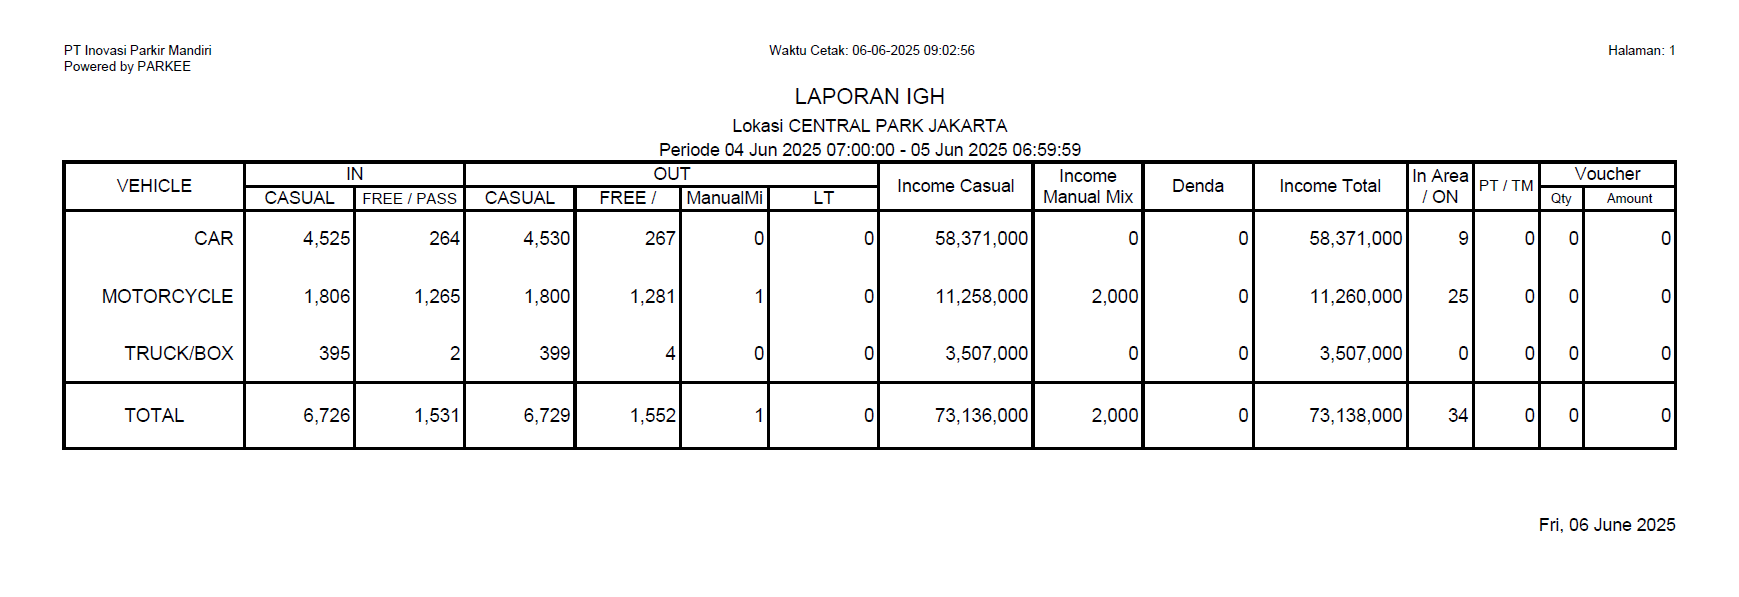 PT Inovasi Parkir Mandiri
Powered by PARKEE
Waktu Cetak: 06-06-2025 09:02:56
Halaman: 1
LAPORAN IGH
Lokasi CENTRAL PARK JAKARTA
Periode 04 Jun 2025 07:00:00 - 05 Jun 2025 06:59:59
VEHICLE IN OUT Income Casual Income Manual Mix Denda Income Total In Area / ON PT / TM Voucher
CASUAL FREE / PASS CASUAL FREE / ManualMi LT Qty Amount
CAR 4,525 264 4,530 267 0 0 58,371,000 0 0 58,371,000 9 0 0 0
MOTORCYCLE 1,806 1,265 1,800 1,281 1 0 11,258,000 2,000 0 11,260,000 25 0 0 0
TRUCK/BOX 395 2 399 4 0 0 3,507,000 0 0 3,507,000 0 0 0 0
TOTAL 6,726 1,531 6,729 1,552 1 0 73,136,000 2,000 0 73,138,000 34 0 0 0
Fri, 06 June 2025